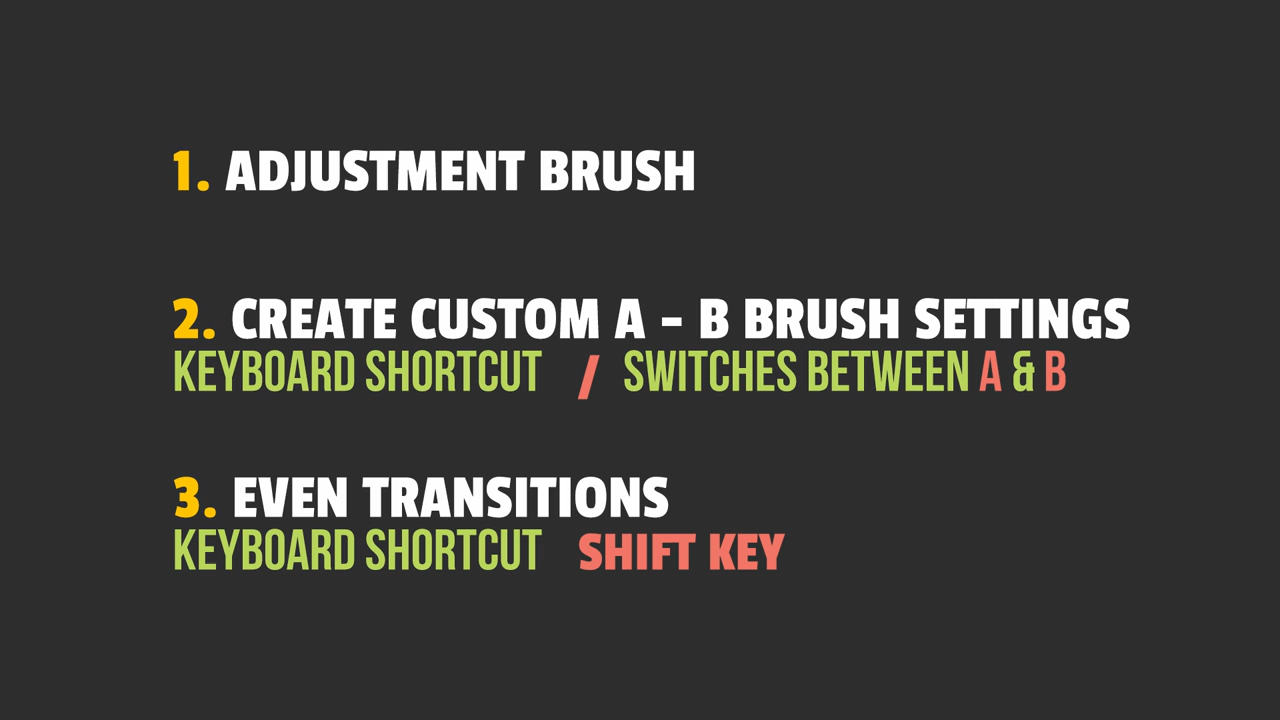 1. ADJUSTMENT BRUSH
2. CREATE CUSTOM A - B BRUSH SETTINGS
KEYBOARD SHORTCUT / SWITCHES BETWEEN A & B
3. EVEN TRANSITIONS
KEYBOARD SHORTCUT SHIFT KEY